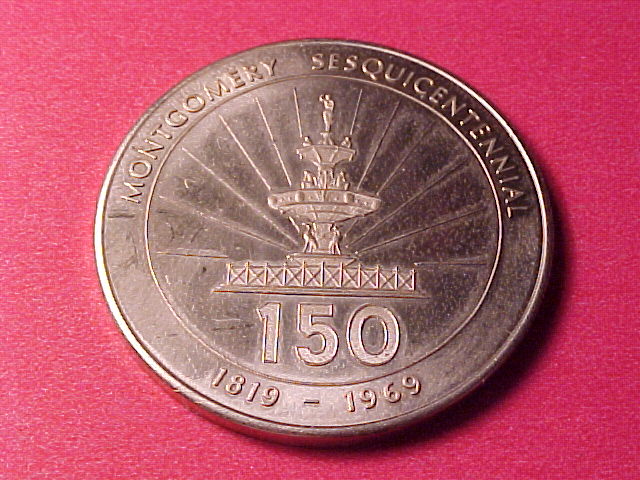 MONTGOMERY SESQUICENTENNIAL
150
1819 - 1969